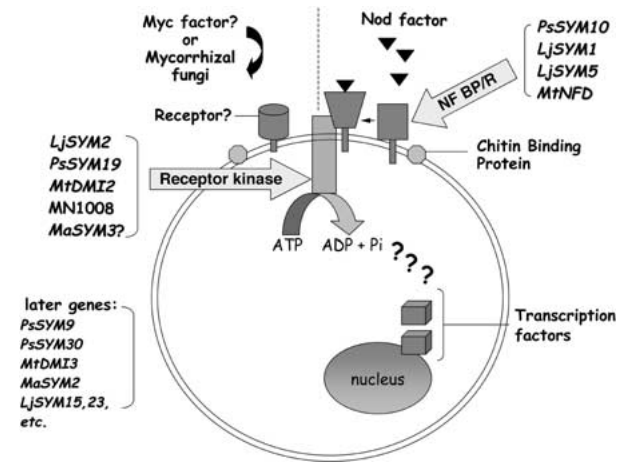 Myc factor?
or
Mycorrhizal
fungi
Nod factor
PsSYM10
LjSYM1
LjSYM5
MtNFD
NF BP/R
Receptor?
Chitin Binding
Protein
LjSYM2
PsSYM19
MtDMI2
MN1008
MaSYM3?
Receptor kinase
ATP
ADP + Pi
? ? ?
later genes:
PsSYM9
PsSYM30
MtDMI3
MaSYM2
LjSYM15,23,
etc.
Transcription
factors
nucleus